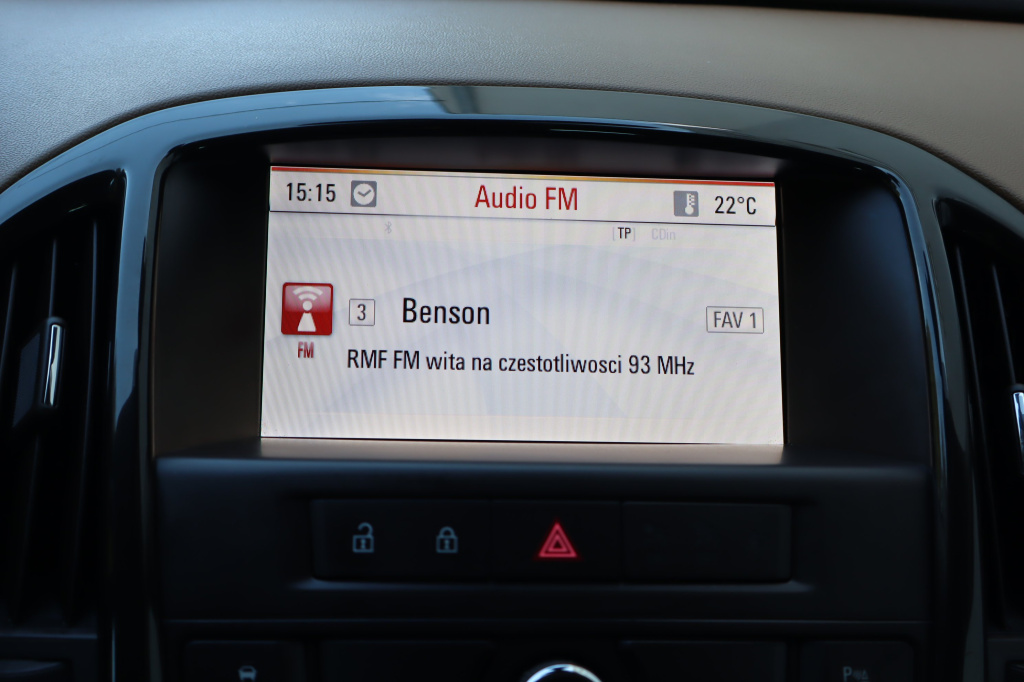 15:15 Audio FM 22°C
[TP] CDin
3 Benson FAV 1
FM
RMF FM wita na czestotliwosci 93 MHz
P